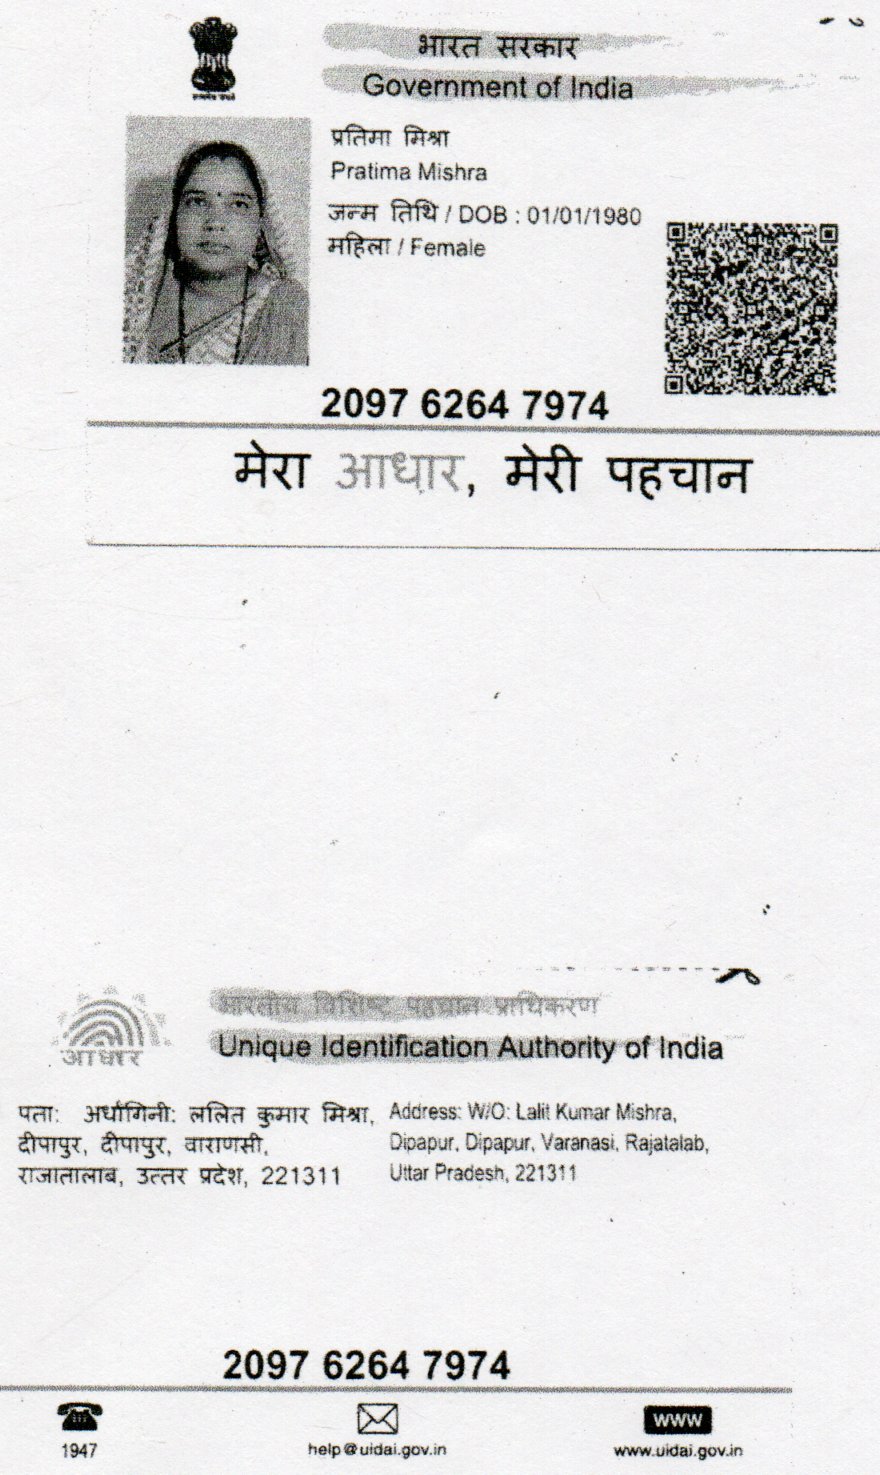 भारत सरकार
Government of India
प्रतिमा मिश्रा
Pratima Mishra
जन्म तिथि / DOB : 01/01/1980
महिला / Female
2097 6264 7974
मेरा आधार, मेरी पहचान
भारतीय विशिष्ट पहचान प्राधिकरण
Unique Identification Authority of India
आधार
पता: अर्धांगिनी: ललित कुमार मिश्रा,
दीपापुर, दीपापुर, वाराणसी,
राजातालाब, उत्तर प्रदेश, 221311
Address: W/O: Lalit Kumar Mishra,
Dipapur, Dipapur, Varanasi, Rajatalab,
Uttar Pradesh, 221311
2097 6264 7974
1947
help@uidai.gov.in
www
www.uidai.gov.in